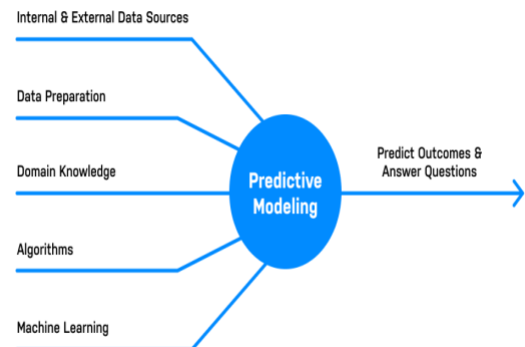 Internal & External Data Sources
Data Preparation
Domain Knowledge
Algorithms
Machine Learning
Predictive
Modeling
Predict Outcomes &
Answer Questions